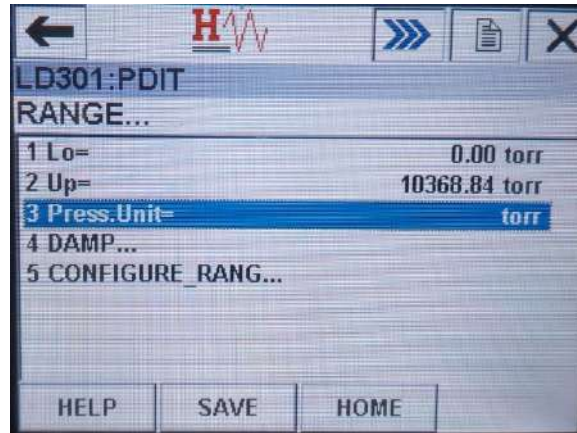 H
LD301:PDIT
RANGE...
1 Lo= 0.00 torr
2 Up= 10368.84 torr
3 Press.Unit= torr
4 DAMP...
5 CONFIGURE_RANG...
HELP SAVE HOME